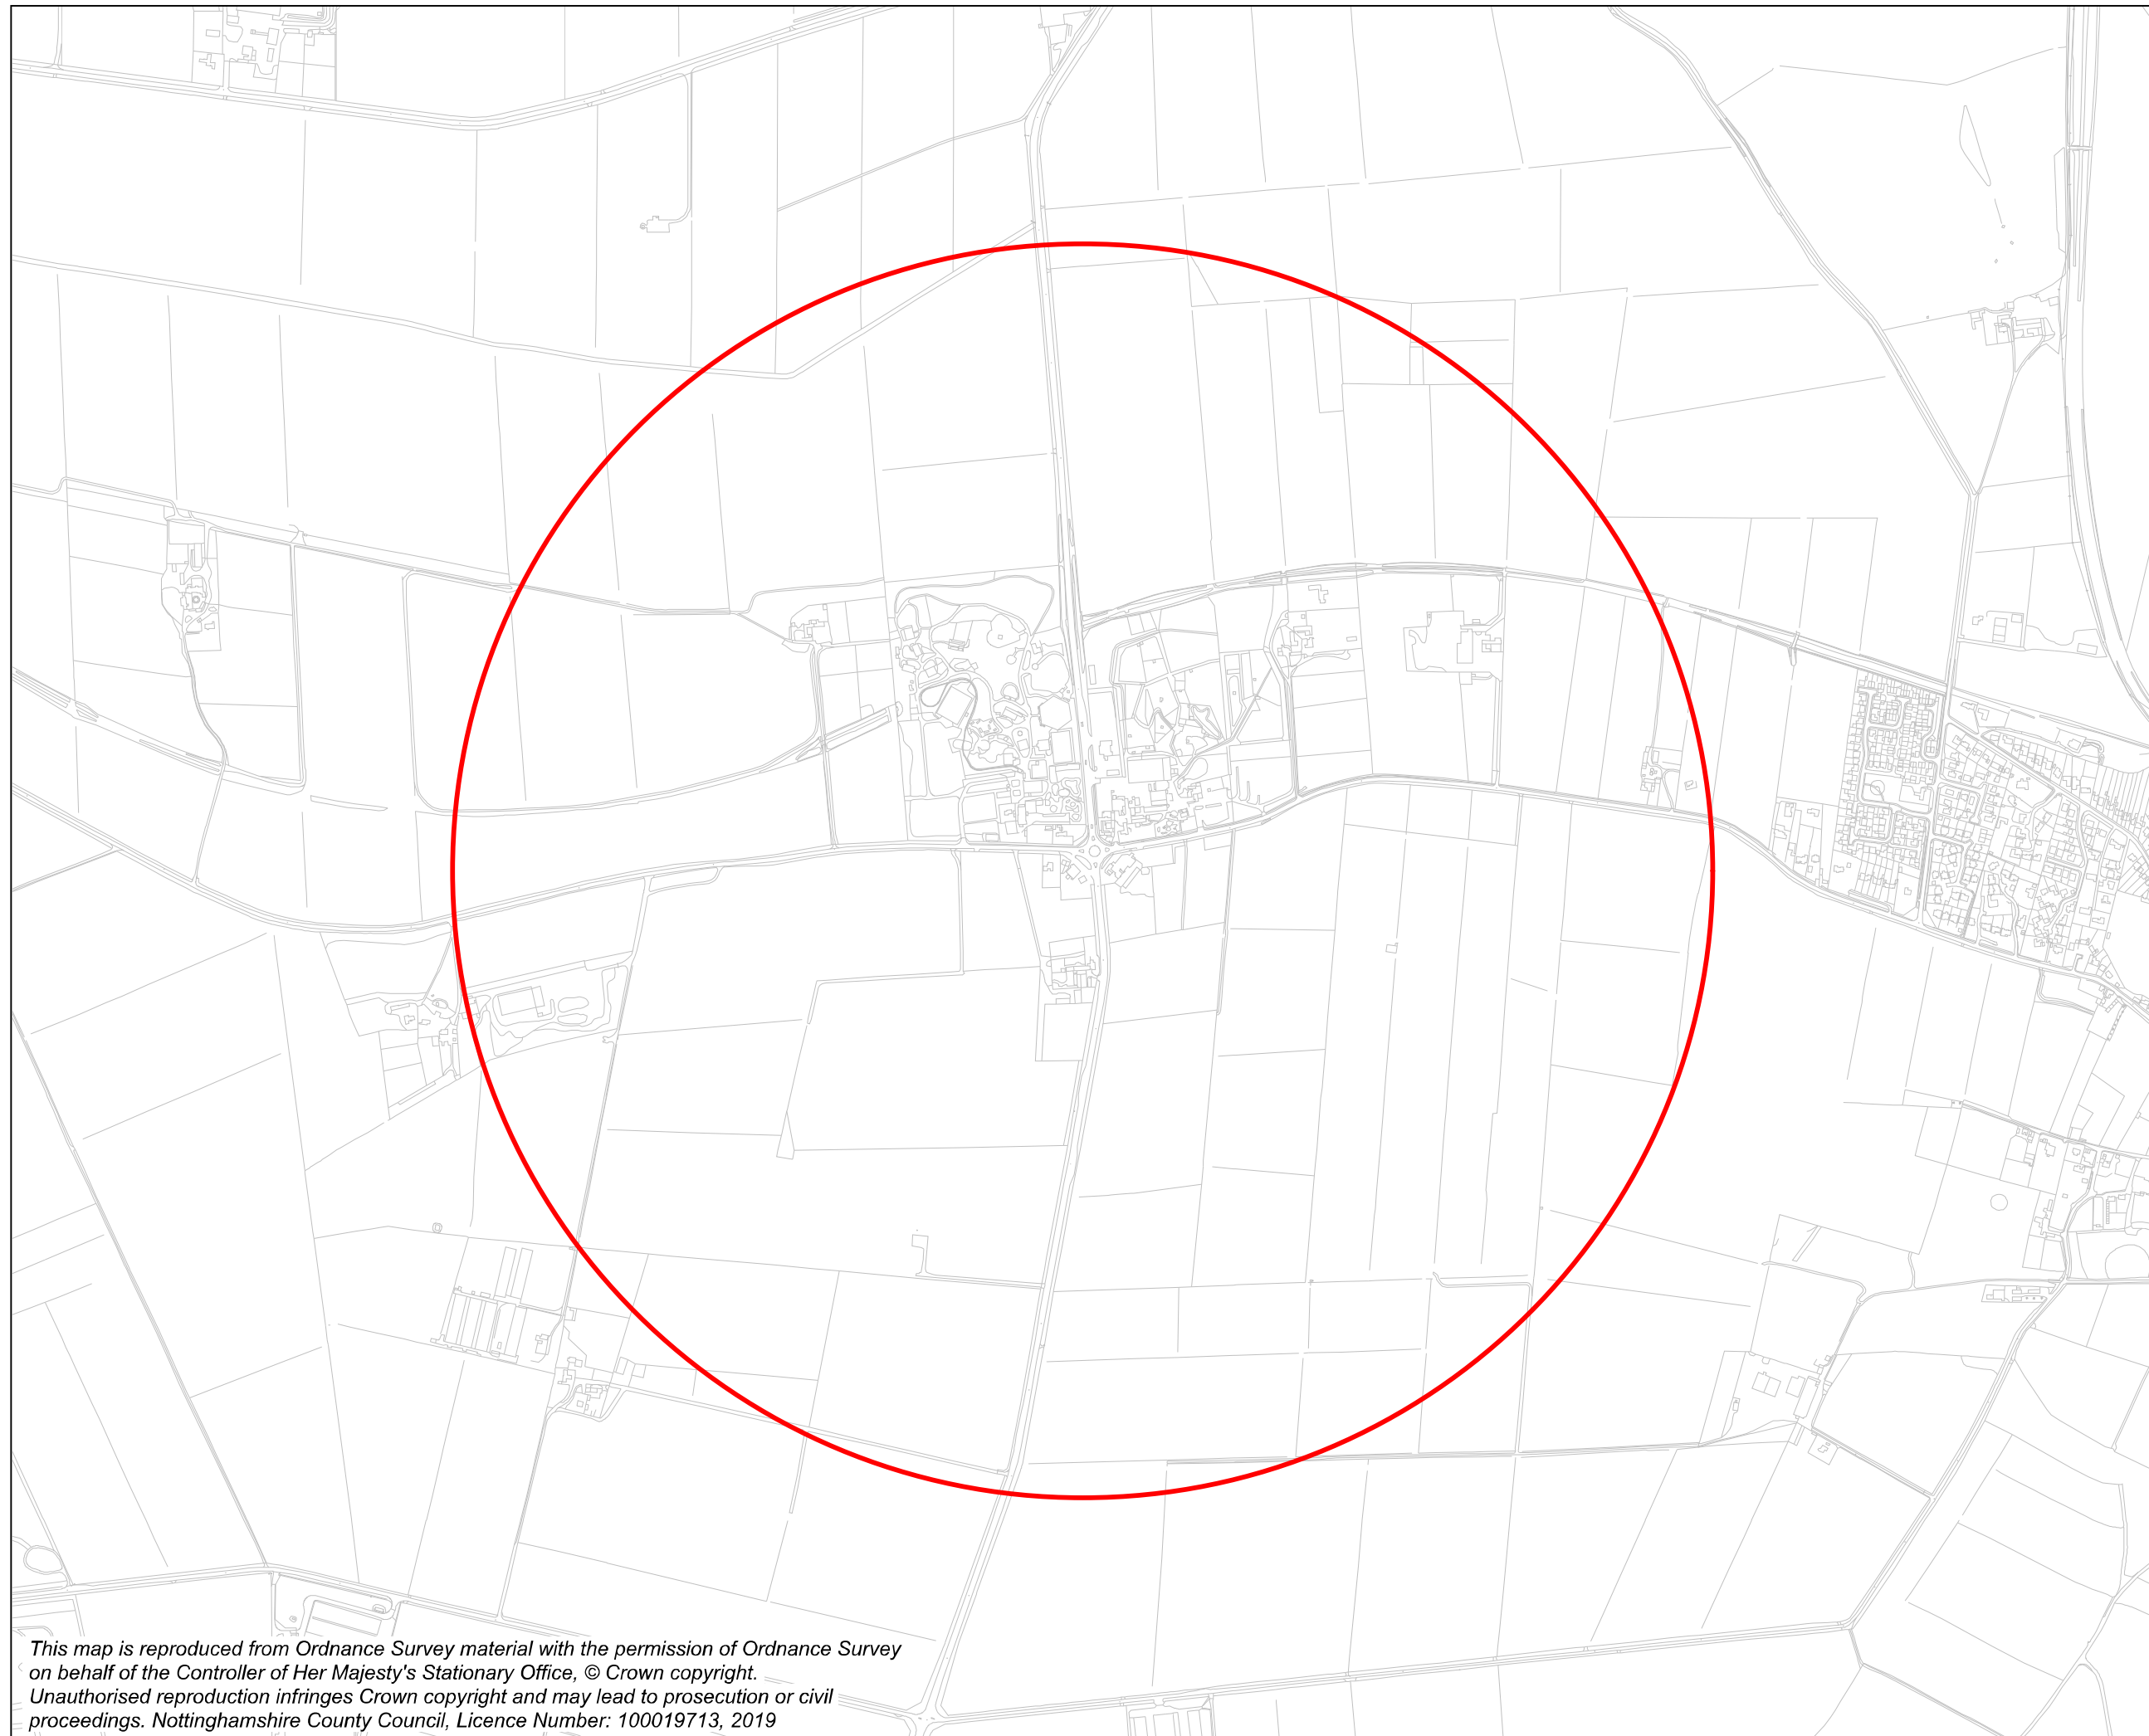 This map is reproduced from Ordnance Survey material with the permission of Ordnance Survey
on behalf of the Controller of Her Majesty's Stationary Office, © Crown copyright.
Unauthorised reproduction infringes Crown copyright and may lead to prosecution or civil
proceedings. Nottinghamshire County Council, Licence Number: 100019713, 2019